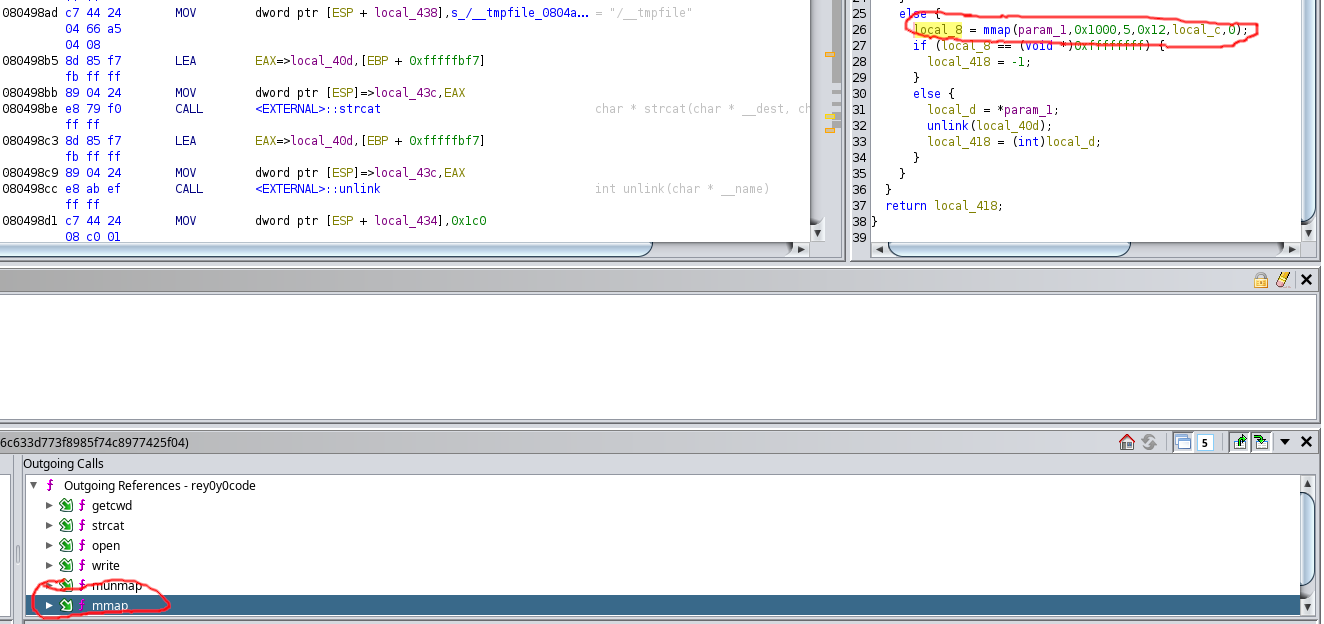 080498ad c7 44 24 MOV dword ptr [ESP + local_438],s_/__tmpfile_0804a... = "/__tmpfile"
04 66 a5
04 08
080498b5 8d 85 f7 LEA EAX=>local_40d,[EBP + 0xfffffbf7]
fb ff ff
080498bb 89 04 24 MOV dword ptr [ESP]=>local_43c,EAX
080498be e8 79 f0 CALL <EXTERNAL>::strcat char * strcat(char * __dest, ch
ff ff
080498c3 8d 85 f7 LEA EAX=>local_40d,[EBP + 0xfffffbf7]
fb ff ff
080498c9 89 04 24 MOV dword ptr [ESP]=>local_43c,EAX
080498cc e8 ab ef CALL <EXTERNAL>::unlink int unlink(char * __name)
ff ff
080498d1 c7 44 24 MOV dword ptr [ESP + local_434],0x1c0
08 c0 01
25 else {
26 local_8 = mmap(param_1,0x1000,5,0x12,local_c,0);
27 if (local_8 == (void *)0xffffffff) {
28 local_418 = -1;
29 }
30 else {
31 local_d = *param_1;
32 unlink(local_40d);
33 local_418 = (int)local_d;
34 }
35 }
36 }
37 return local_418;
38 }
39
6c633d773f8985f74c8977425f04)
5
Outgoing Calls
f Outgoing References - rey0y0code
f getcwd
f strcat
f open
f write
f munmap
f mmap